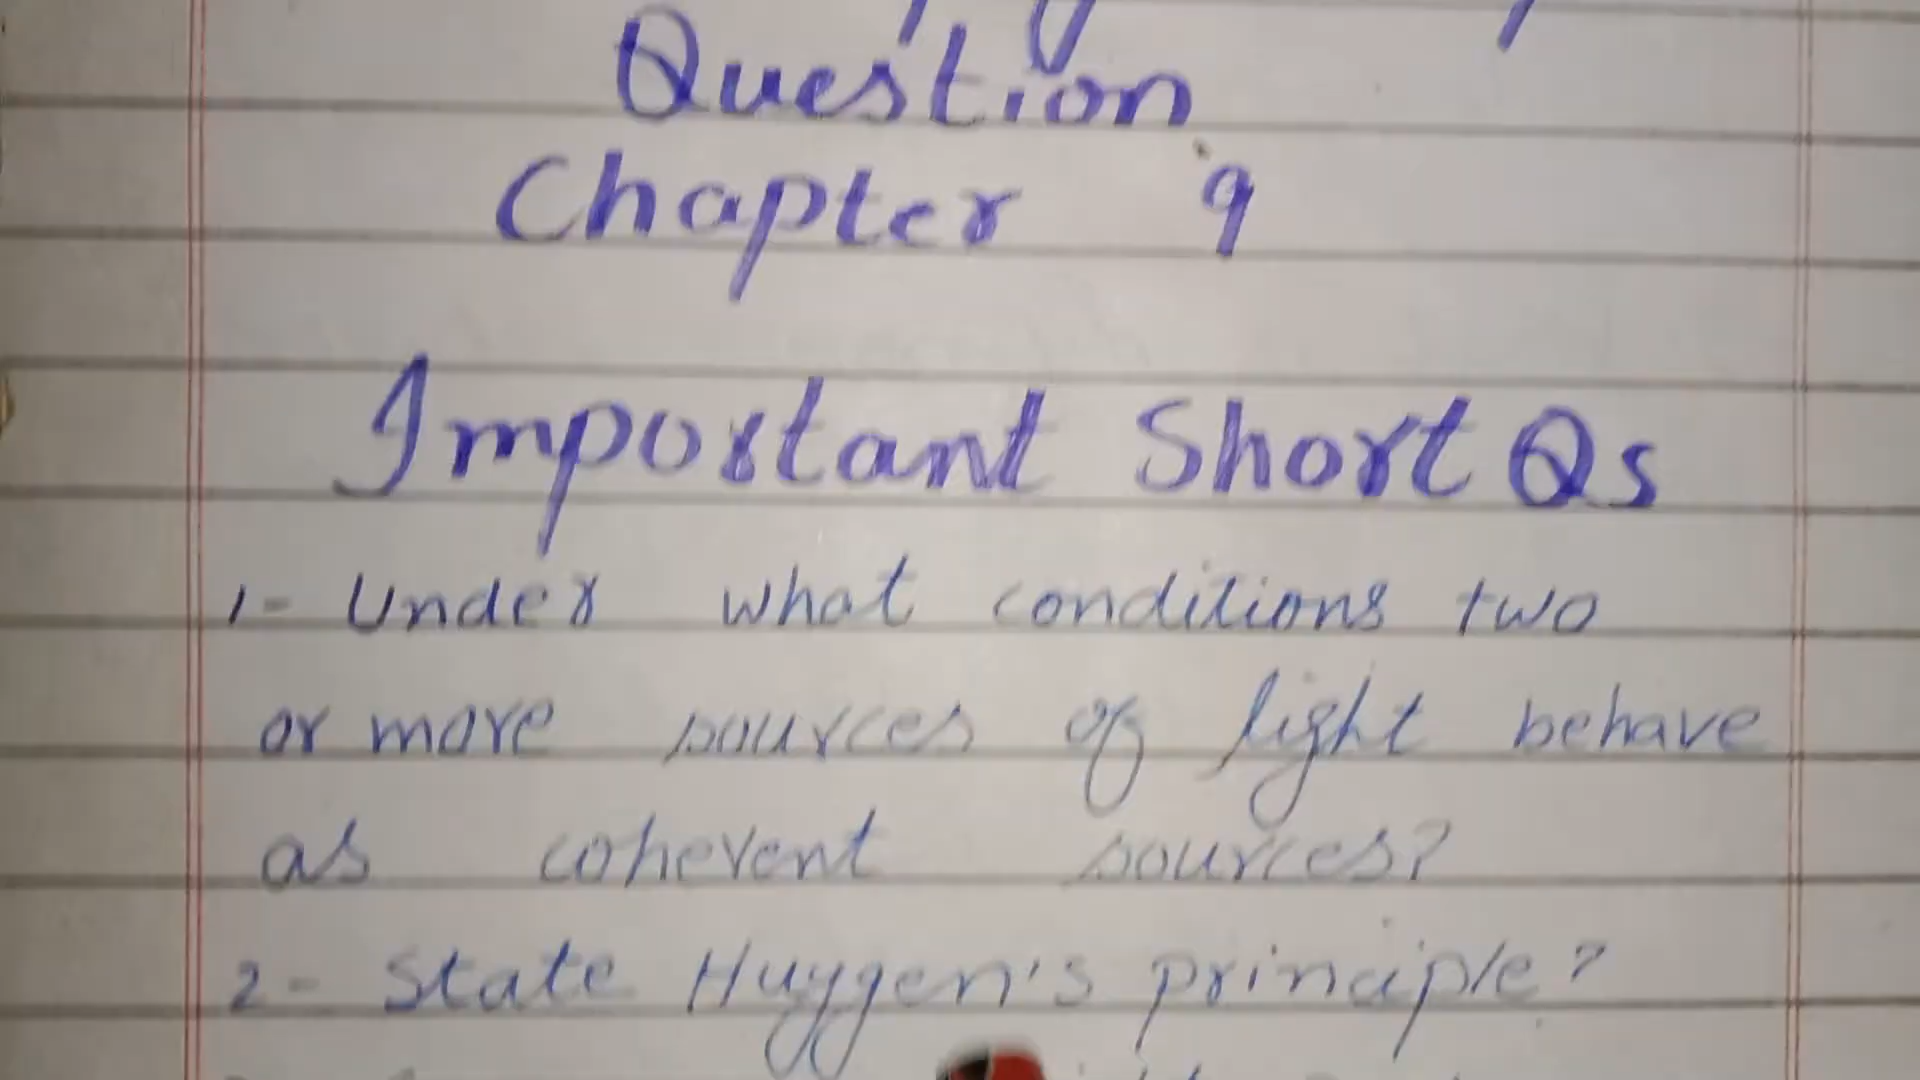 Question
Chapter 9
Important Short Qs
1- Under what conditions two
or more sources of light behave
as coherent sources?
2- State Huygen's principle?